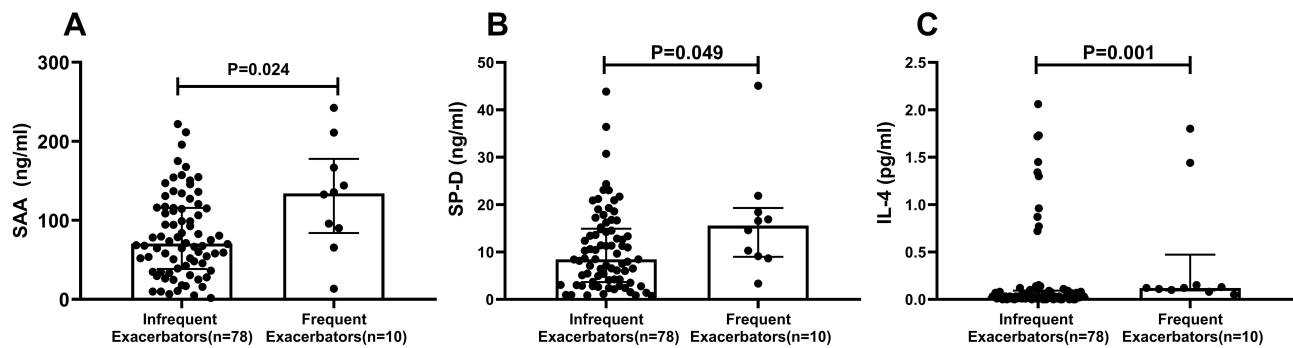 A
P=0.024
SAA (ng/ml)
300
200
100
0
Infrequent
Exacerbators(n=78)
Frequent
Exacerbators(n=10)
B
P=0.049
SP-D (ng/ml)
50
40
30
20
10
0
Infrequent
Exacerbators(n=78)
Frequent
Exacerbators(n=10)
C
P=0.001
IL-4 (pg/ml)
2.5
2.0
1.5
1.0
0.5
0.0
Infrequent
Exacerbators(n=78)
Frequent
Exacerbators(n=10)